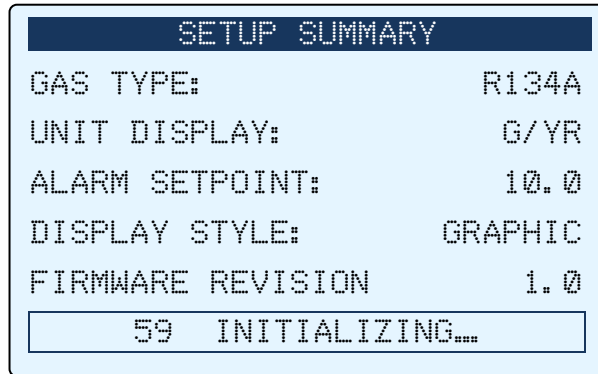 SETUP SUMMARY
GAS TYPE: R134A
UNIT DISPLAY: G/YR
ALARM SETPOINT: 10.0
DISPLAY STYLE: GRAPHIC
FIRMWARE REVISION 1.0
59 INITIALIZING...